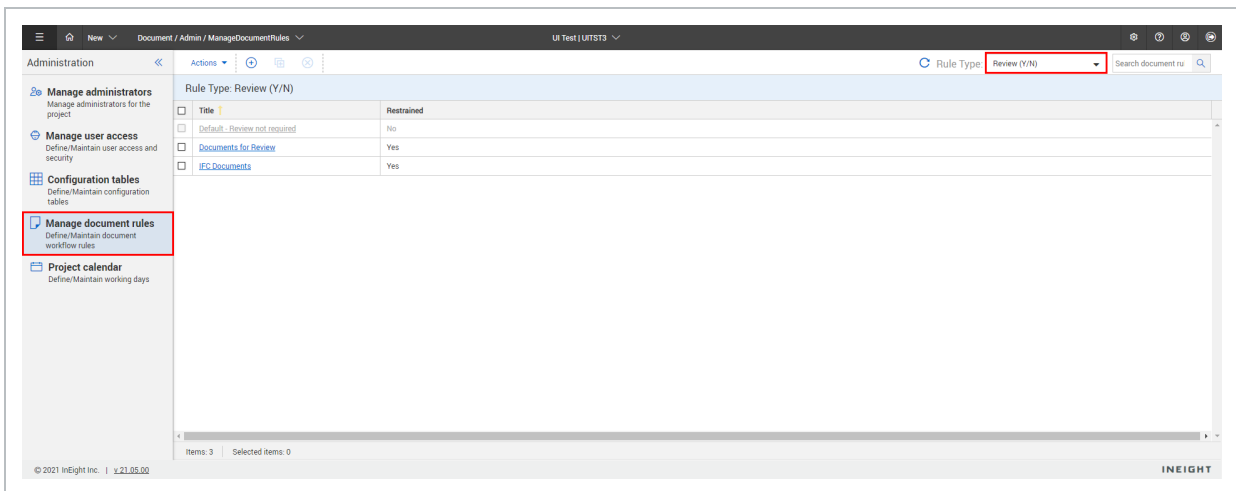 New
Document / Admin / ManageDocumentRules
UI Test | UITST3
Administration
Actions
Rule Type:
Review (Y/N)
Search document ru
Manage administrators
Manage administrators for the
project
Manage user access
Define/Maintain user access and
security
Configuration tables
Define/Maintain configuration
tables
Manage document rules
Define/Maintain document
workflow rules
Project calendar
Define/Maintain working days
Rule Type: Review (Y/N)
Title Restrained
Default - Review not required No
Documents for Review Yes
IFC Documents Yes
Items: 3 Selected items: 0
© 2021 InEight Inc. | v 21.05.00
INEIGHT